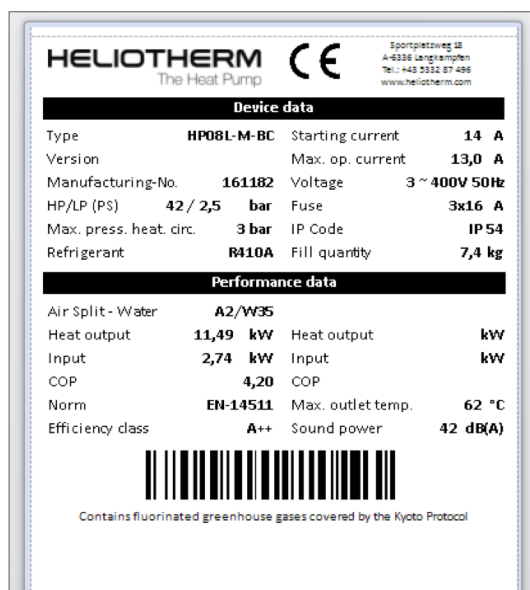 HELIOTHERM
The Heat Pump
CE
Sportplatzweg 18
A-6336 Langkampfen
Tel.: +43 5332 87 496
www.heliotherm.com
Device data
Type HP08L-M-BC Starting current 14 A
Version Max. op. current 13,0 A
Manufacturing-No. 161182 Voltage 3 ~ 400V 50Hz
HP/LP (PS) 42 / 2,5 bar Fuse 3x16 A
Max. press. heat. circ. 3 bar IP Code IP 54
Refrigerant R410A Fill quantity 7,4 kg
Performance data
Air Split - Water A2/W35
Heat output 11,49 kW Heat output kW
Input 2,74 kW Input kW
COP 4,20 COP
Norm EN-14511 Max. outlet temp. 62 °C
Efficiency class A++ Sound power 42 dB(A)
Contains fluorinated greenhouse gases covered by the Kyoto Protocol